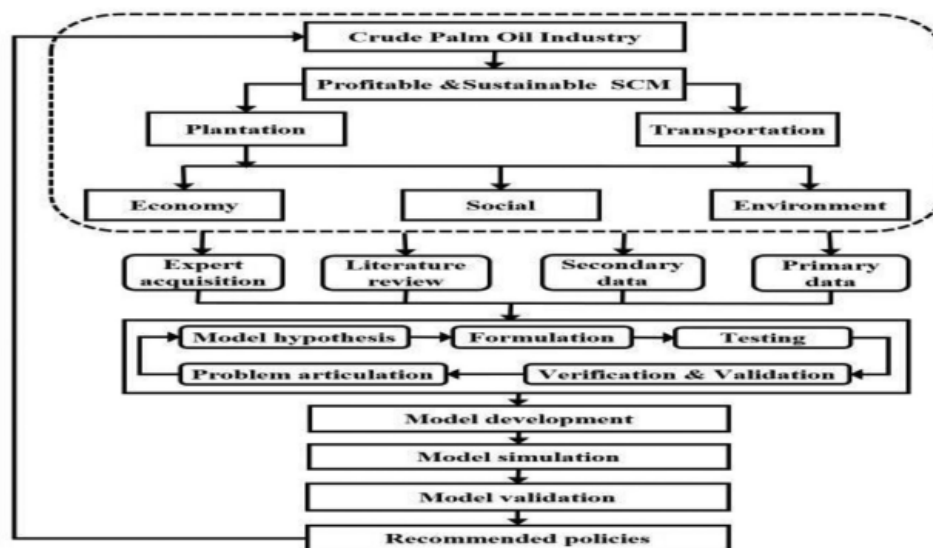 Crude Palm Oil Industry
Profitable &Sustainable SCM
Plantation
Transportation
Economy
Social
Environment
Expert
acquisition
Literature
review
Secondary
data
Primary
data
Model hypothesis
Formulation
Testing
Problem articulation
Verification & Validation
Model development
Model simulation
Model validation
Recommended policies